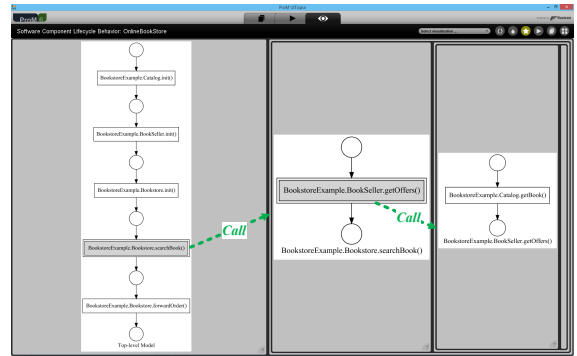 ProM UITopia
ProM 6
Software Component Lifecycle Behavior: OnlineBookStore
Select visualisation ...
BookstoreExample.Catalog.init()
BookstoreExample.BookSeller.init()
BookstoreExample.Bookstore.init()
BookstoreExample.Bookstore.searchBook()
BookstoreExample.Bookstore.forwardOrder()
Top-level Model
Call
BookstoreExample.BookSeller.getOffers()
BookstoreExample.Bookstore.searchBook()
Call
BookstoreExample.Catalog.getBook()
BookstoreExample.BookSeller.getOffers()